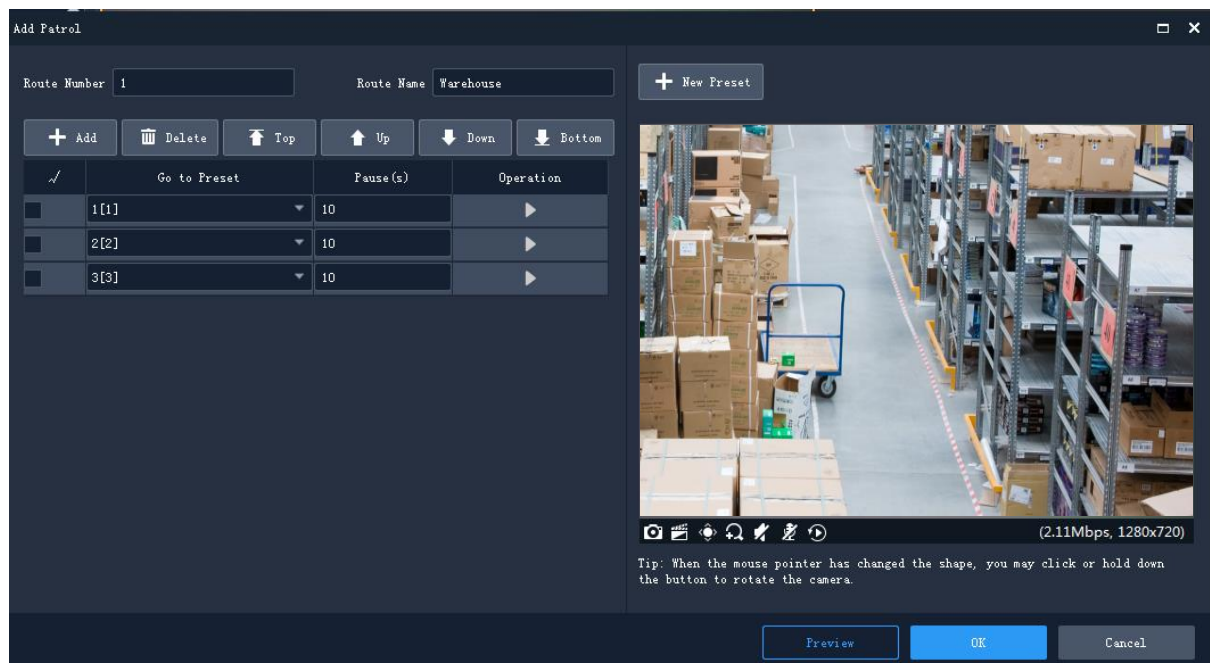 Add Patrol
Route Number 1 Route Name Warehouse
New Preset
Add Delete Top Up Down Bottom
Go to Preset Pause(s) Operation
1[1] 10
2[2] 10
3[3] 10
(2.11Mbps, 1280x720)
Tip: When the mouse pointer has changed the shape, you may click or hold down
the button to rotate the camera.
Preview OK Cancel